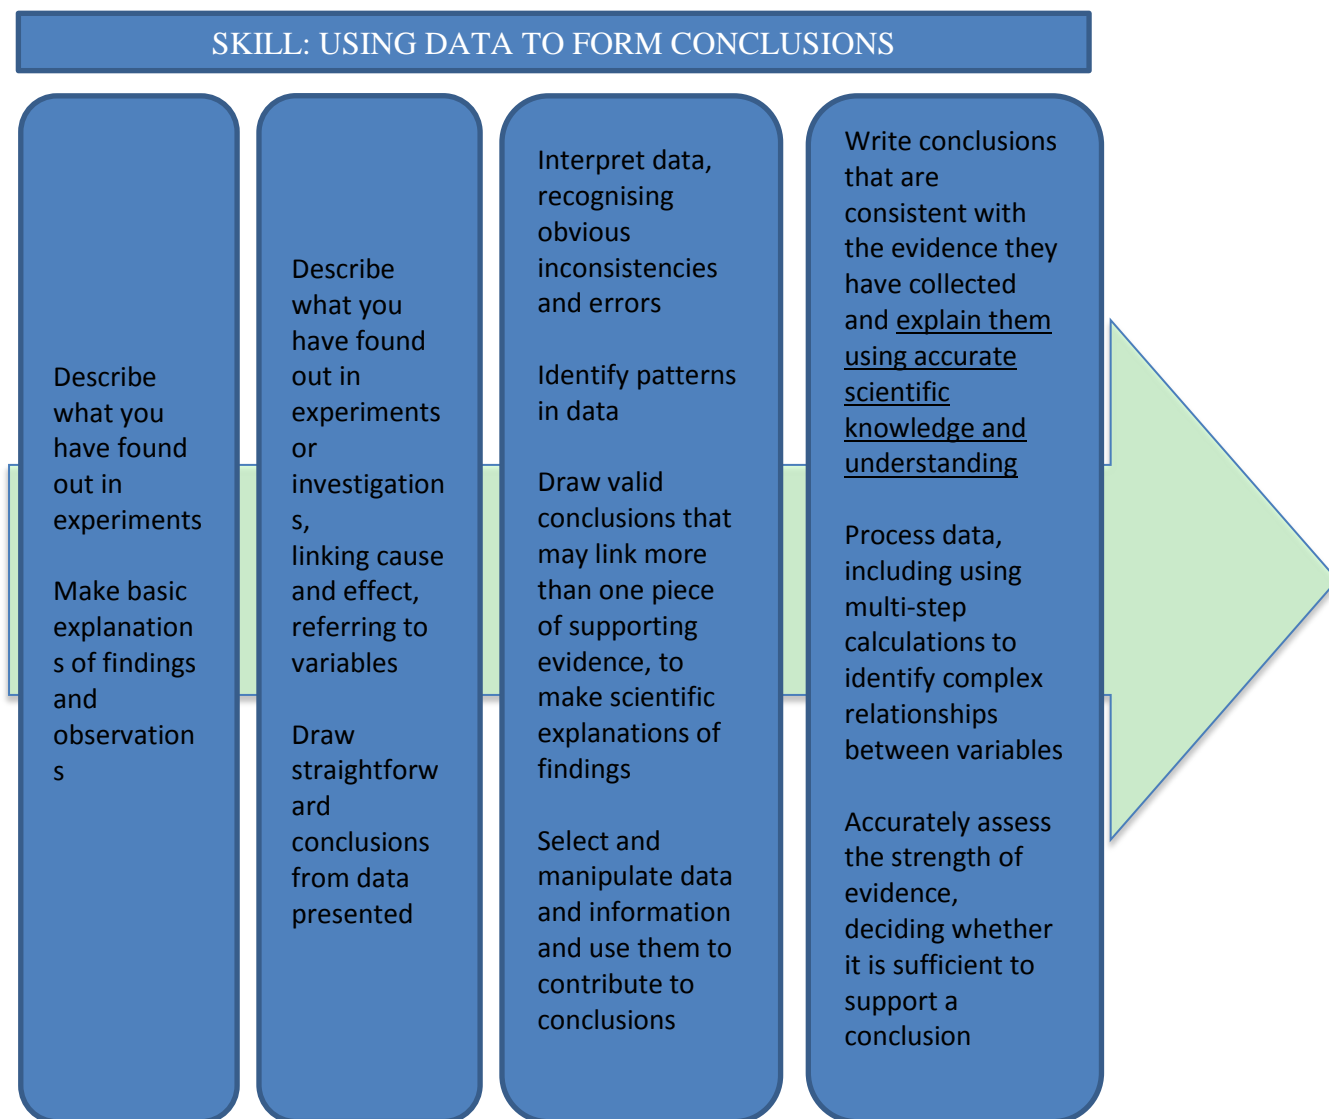 SKILL: USING DATA TO FORM CONCLUSIONS
Describe
what you
have found
out in
experiments
Make basic
explanation
s of findings
and
observation
s
Describe
what you
have found
out in
experiments
or
investigation
s,
linking cause
and effect,
referring to
variables
Draw
straightforw
ard
conclusions
from data
presented
Interpret data,
recognising
obvious
inconsistencies
and errors
Identify patterns
in data
Draw valid
conclusions that
may link more
than one piece
of supporting
evidence, to
make scientific
explanations of
findings
Select and
manipulate data
and information
and use them to
contribute to
conclusions
Write conclusions
that are
consistent with
the evidence they
have collected
and explain them
using accurate
scientific
knowledge and
understanding
Process data,
including using
multi-step
calculations to
identify complex
relationships
between variables
Accurately assess
the strength of
evidence,
deciding whether
it is sufficient to
support a
conclusion